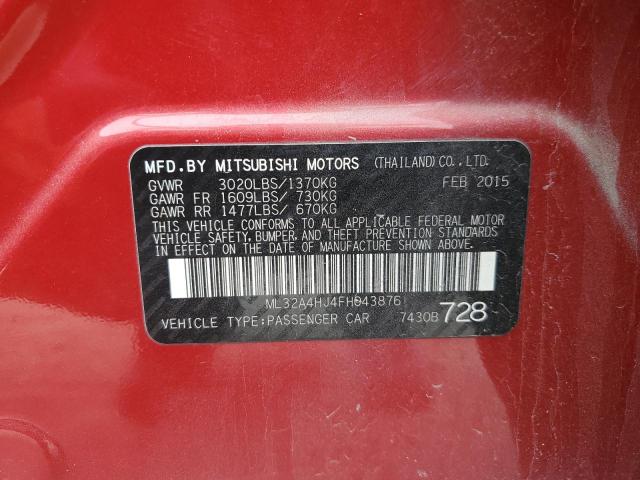 MFD.BY MITSUBISHI MOTORS (THAILAND)CO.,LTD.
GVWR 3020LBS/1370KG FEB 2015
GAWR FR 1609LBS/ 730KG
GAWR RR 1477LBS/ 670KG
THIS VEHICLE CONFORMS TO ALL APPLICABLE FEDERAL MOTOR
VEHICLE SAFETY, BUMPER, AND THEFT PREVENTION STANDARDS
IN EFFECT ON THE DATE OF MANUFACTURE SHOWN ABOVE.
ML32A4HJ4FH043876
VEHICLE TYPE:PASSENGER CAR 7430B 728